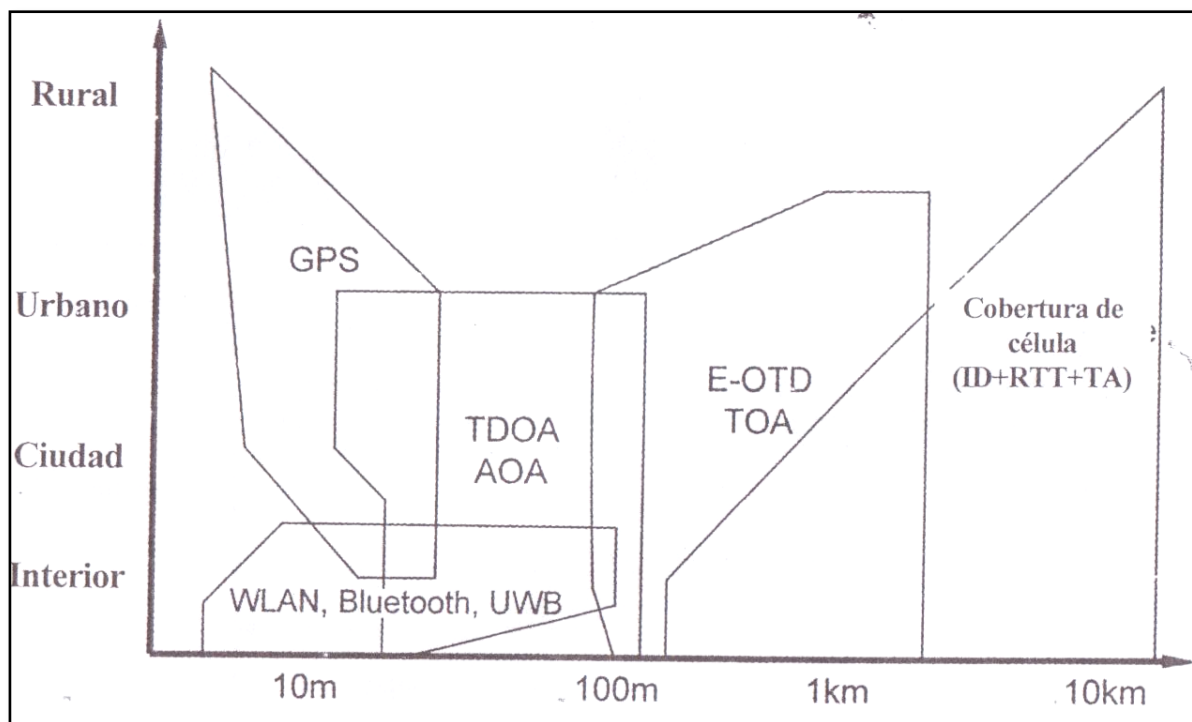 Rural
GPS
Urbano
Cobertura de
célula
(ID+RTT+TA)
E-OTD
TOA
TDOA
AOA
Ciudad
Interior
WLAN, Bluetooth, UWB
10m
100m
1km
10km